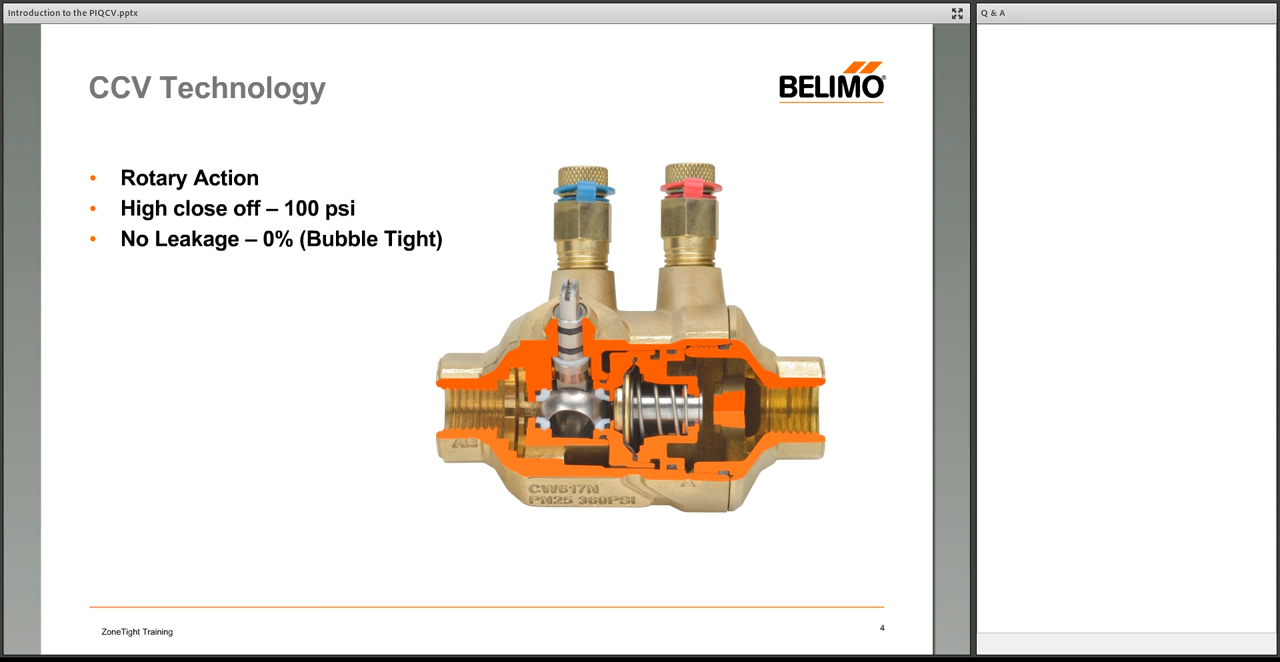 Introduction to the PIQCV.pptx
Q & A
CCV Technology
BELIMO®
• Rotary Action
• High close off – 100 psi
• No Leakage – 0% (Bubble Tight)
AB
A
CW617N
PN25 360PSI
ZoneTight Training
4